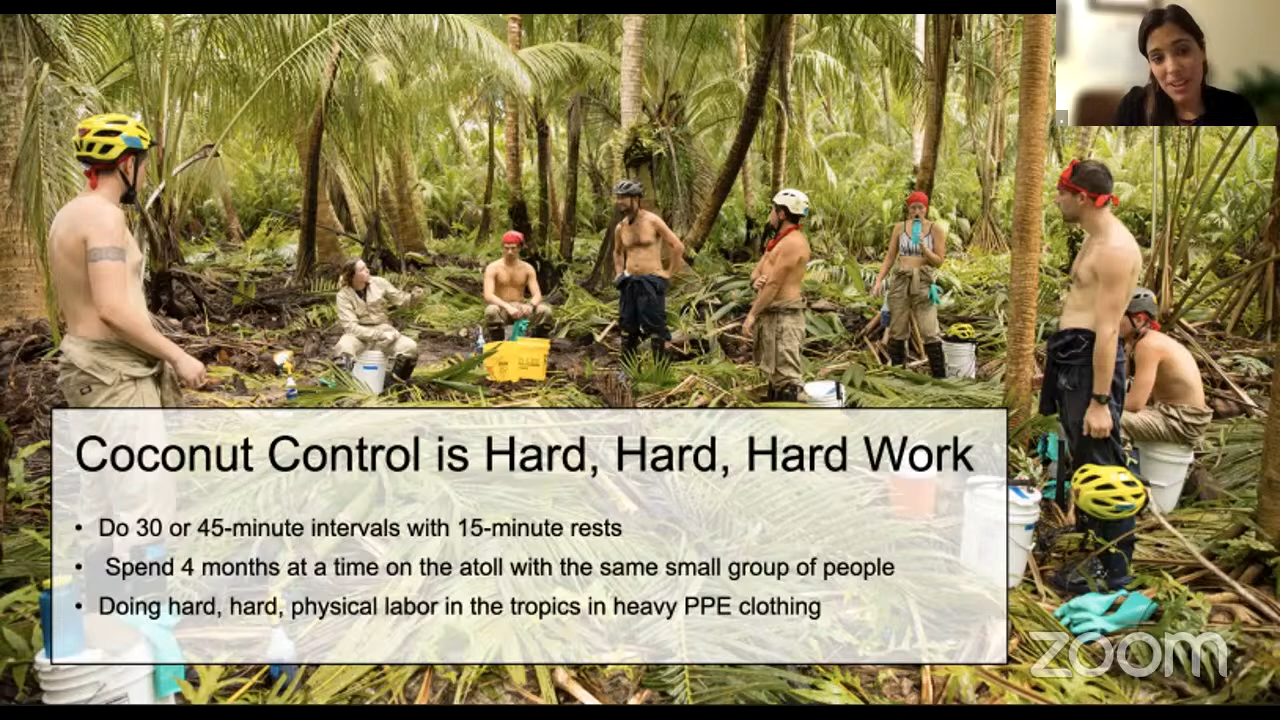 Coconut Control is Hard, Hard, Hard Work
• Do 30 or 45-minute intervals with 15-minute rests
• Spend 4 months at a time on the atoll with the same small group of people
• Doing hard, hard, physical labor in the tropics in heavy PPE clothing
zoom